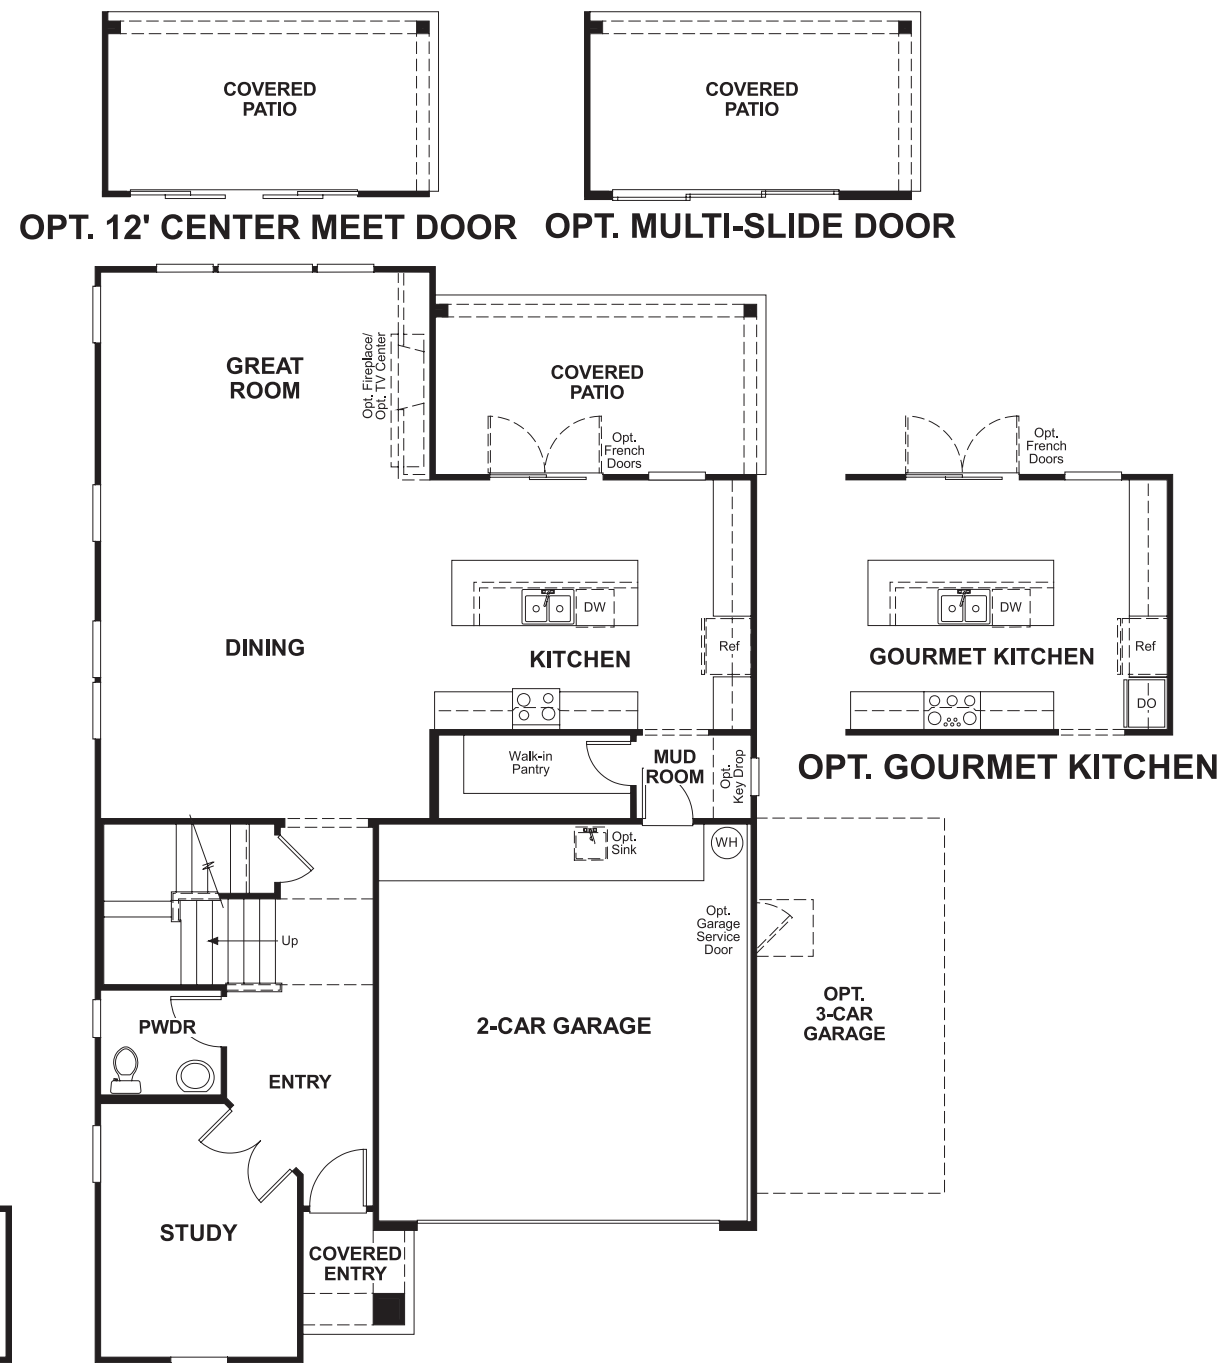 COVERED
PATIO
COVERED
PATIO
OPT. 12' CENTER MEET DOOR
OPT. MULTI-SLIDE DOOR
GREAT
ROOM
Opt. Fireplace/
Opt. TV Center
COVERED
PATIO
Opt.
French
Doors
Opt.
French
Doors
DW
DW
DINING
KITCHEN
Ref
GOURMET KITCHEN
Ref
DO
Walk-in
Pantry
MUD
ROOM
Opt.
Key Drop
OPT. GOURMET KITCHEN
Opt.
Sink
WH
Up
Opt.
Garage
Service
Door
PWDR
2-CAR GARAGE
OPT.
3-CAR
GARAGE
ENTRY
STUDY
COVERED
ENTRY